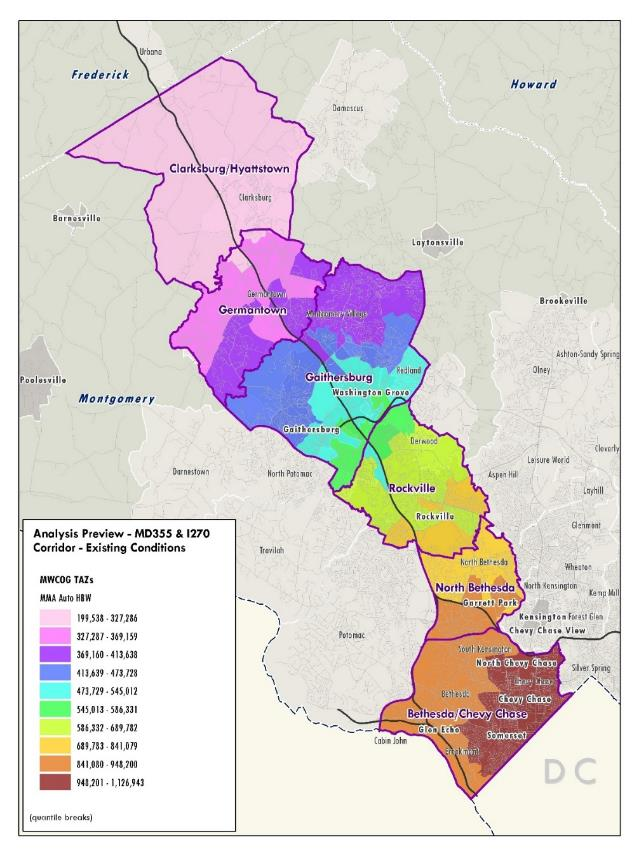 Urbana
Frederick
Howard
Damascus
Clarksburg/Hyattstown
Clarksburg
Barnesville
Laytonsville
Germantown
Germantown
Brookeville
Montgomery Village
Ashton-Sandy Spring
Gaithersburg
Redland
Olney
Poolesville
Washington Grove
Montgomery
Gaithersburg
Derwood
Cloverly
Leisure World
Darnestown
North Potomac
Aspen Hill
Rockville
Layhill
Rockville
Glenmont
Analysis Preview - MD355 & I270
Corridor - Existing Conditions
Travilah
North Bethesda
Wheaton
MWCOG TAZs
North Bethesda
North Kensington
Kemp Mill
MMA Auto HBW
Garrett Park
199,538 - 327,286
Kensington
Forest Glen
327,287 - 369,159
Chevy Chase View
Potomac
369,160 - 413,638
South Kensington
413,639 - 473,728
North Chevy Chase
Silver Spring
473,729 - 545,012
Chevy Chase
545,013 - 586,331
Bethesda
Chevy Chase
586,332 - 689,782
Bethesda/Chevy Chase
Glen Echo
Somerset
689,783 - 841,079
Cabin John
Brookmont
841,080 - 948,200
DC
948,201 - 1,126,943
(quantile breaks)